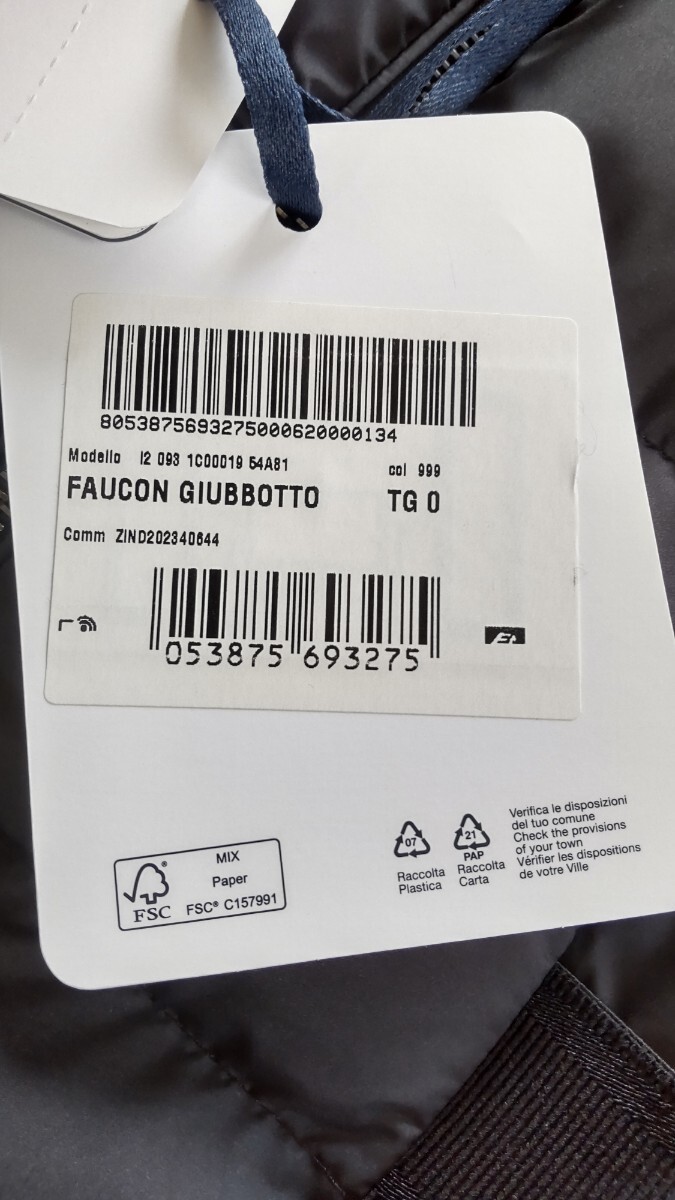 8053875693275000620000134
Modello I2 093 1C00019 54A81 col 999
FAUCON GIUBBOTTO TG 0
Comm ZIND202340644
053875 693275
MIX
Paper
FSC® C157991
FSC
07
Raccolta
Plastica
21
PAP
Raccolta
Carta
Verifica le disposizioni
del tuo comune
Check the provisions
of your town
Vérifier les dispositions
de votre Ville